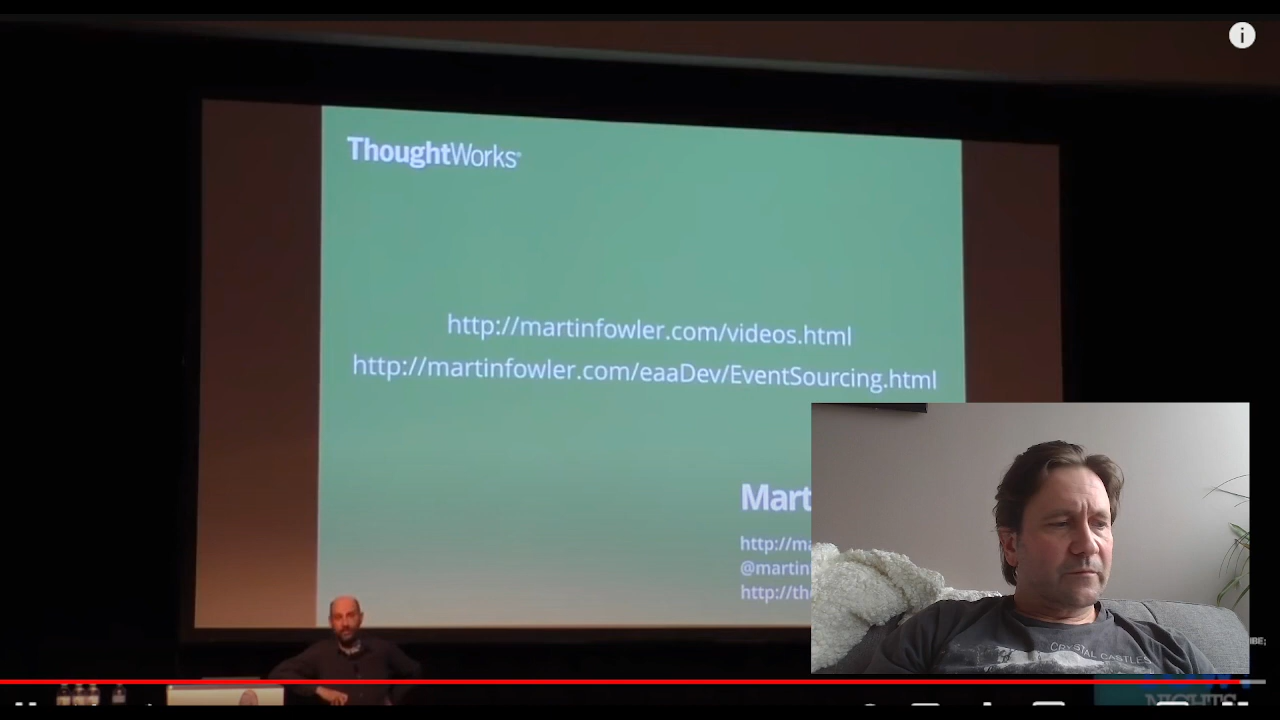 ThoughtWorks®
http://martinfowler.com/videos.html
http://martinfowler.com/eaaDev/EventSourcing.html
Mart
http://ma
@martin
http://th
CRYSTAL CASTLES
NIGHTS